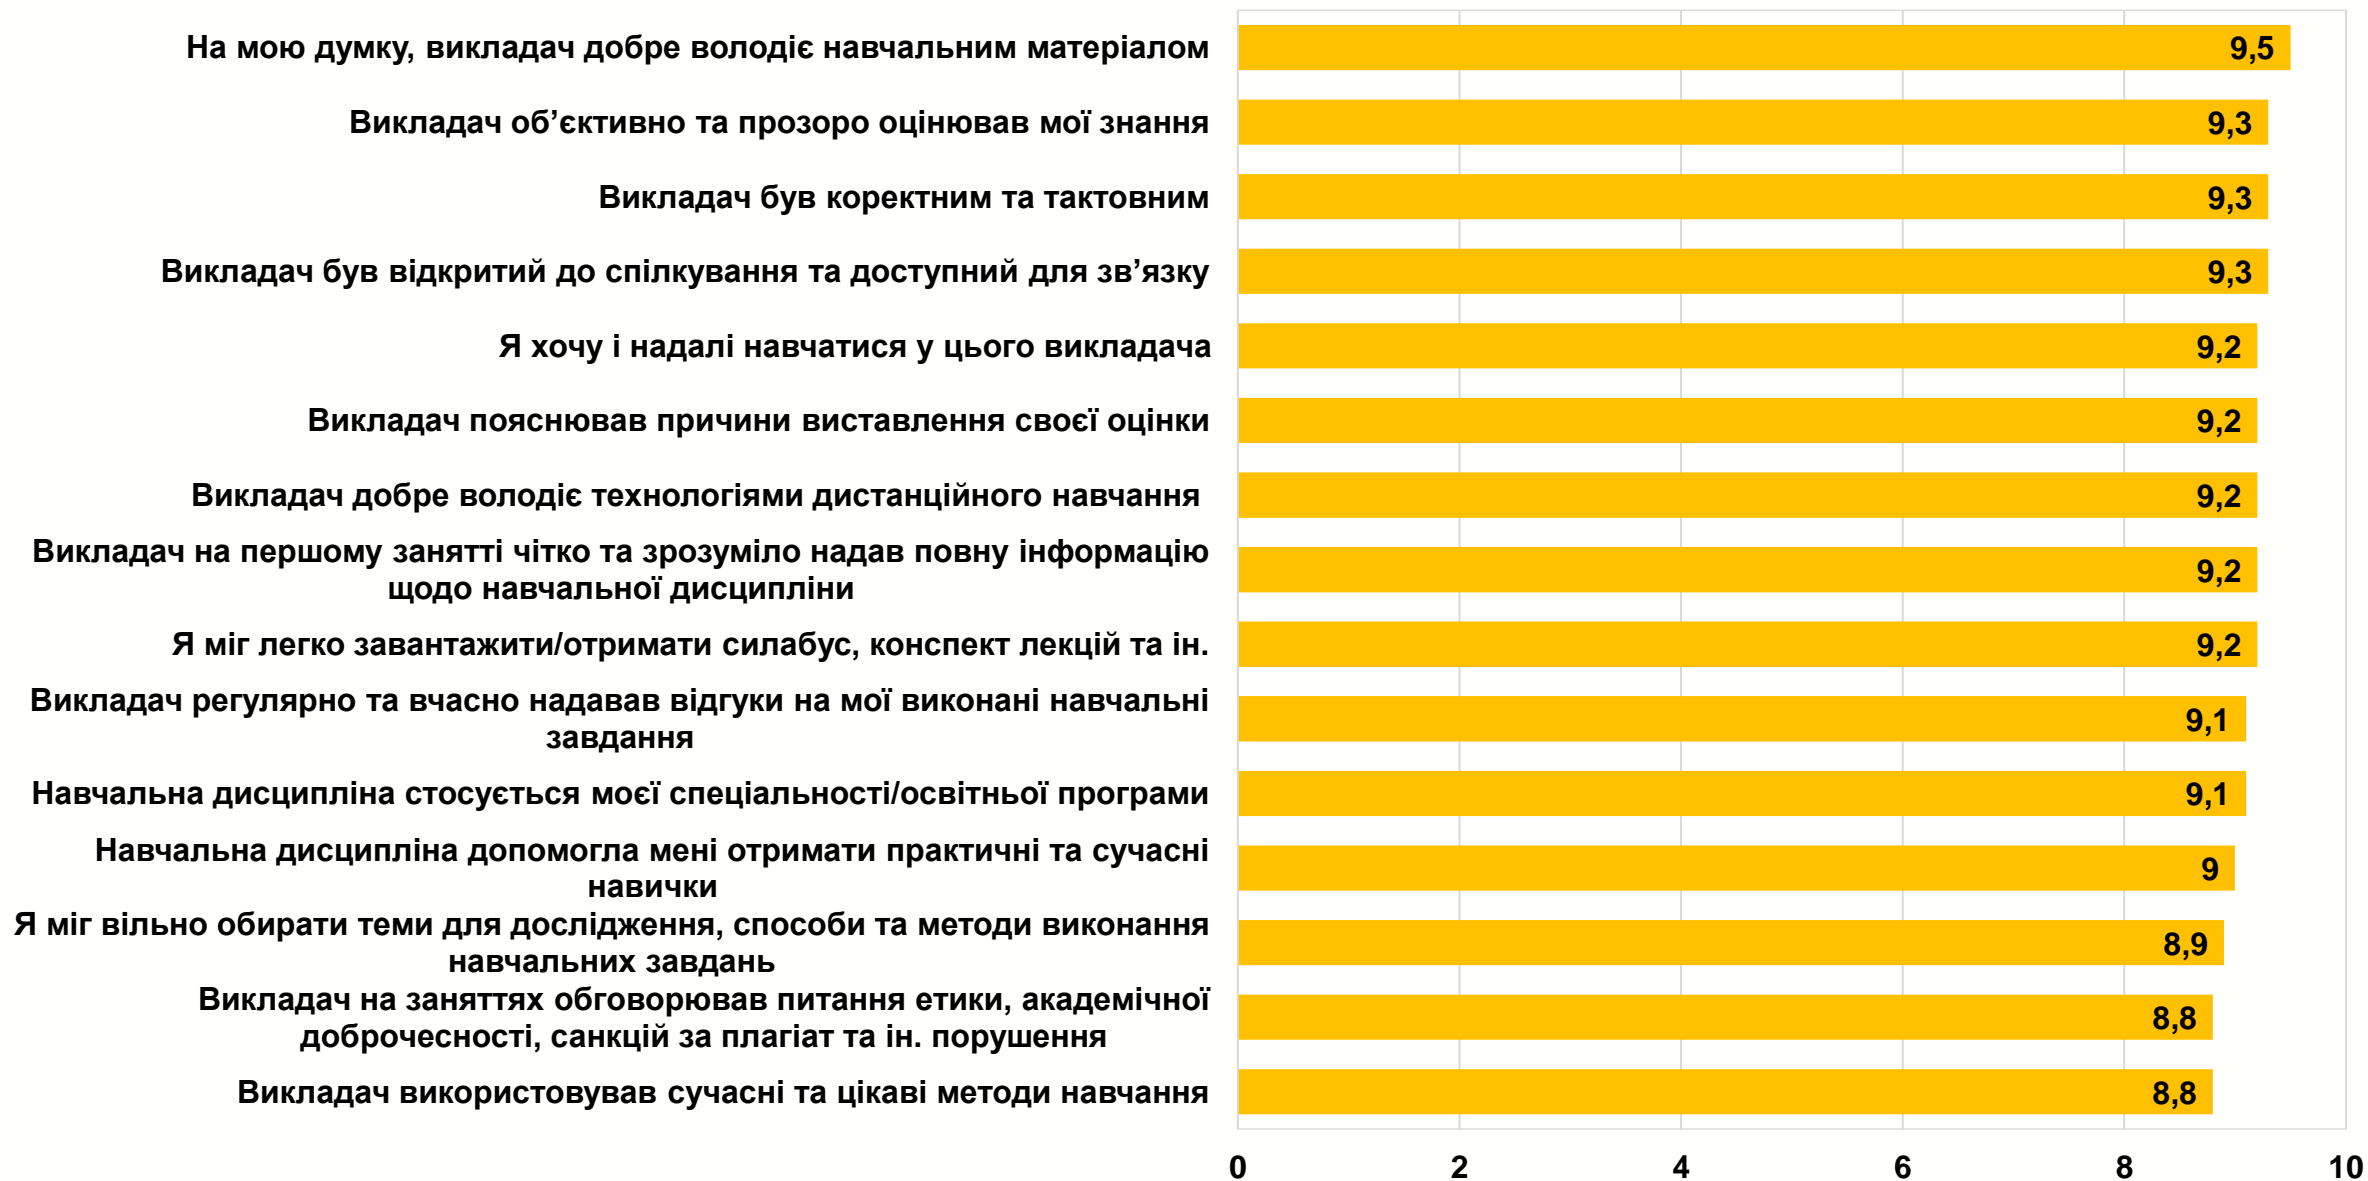 На мою думку, викладач добре володіє навчальним матеріалом
9,5
Викладач об’єктивно та прозоро оцінював мої знання
9,3
Викладач був коректним та тактовним
9,3
Викладач був відкритий до спілкування та доступний для зв’язку
9,3
Я хочу і надалі навчатися у цього викладача
9,2
Викладач пояснював причини виставлення своєї оцінки
9,2
Викладач добре володіє технологіями дистанційного навчання
9,2
Викладач на першому занятті чітко та зрозуміло надав повну інформацію
щодо навчальної дисципліни
9,2
Я міг легко завантажити/отримати силабус, конспект лекцій та ін.
9,2
Викладач регулярно та вчасно надавав відгуки на мої виконані навчальні
завдання
9,1
Навчальна дисципліна стосується моєї спеціальності/освітньої програми
9,1
Навчальна дисципліна допомогла мені отримати практичні та сучасні
навички
9
Я міг вільно обирати теми для дослідження, способи та методи виконання
навчальних завдань
8,9
Викладач на заняттях обговорював питання етики, академічної
доброчесності, санкцій за плагіат та ін. порушення
8,8
Викладач використовував сучасні та цікаві методи навчання
8,8
0 2 4 6 8 10